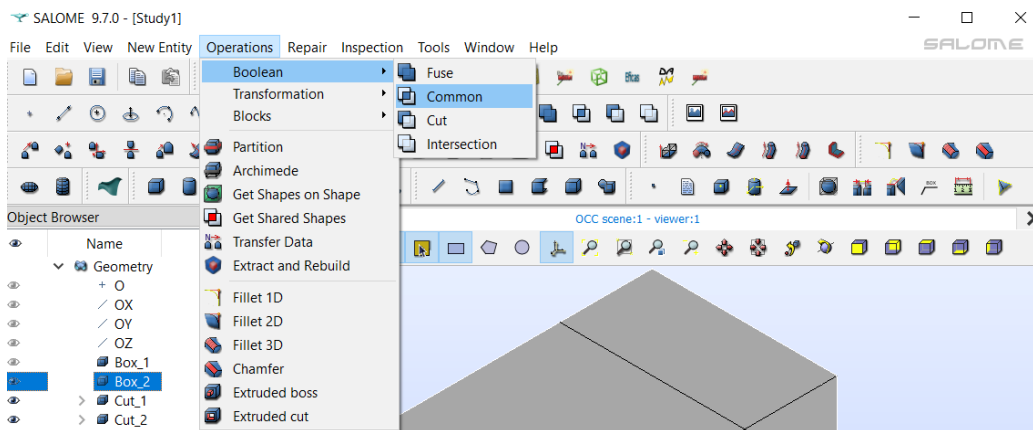 SALOME 9.7.0 - [Study1]
File Edit View New Entity Operations Repair Inspection Tools Window Help
SALOME
Boolean
Transformation
Blocks
Partition
Archimede
Get Shapes on Shape
Get Shared Shapes
Transfer Data
Extract and Rebuild
Fillet 1D
Fillet 2D
Fillet 3D
Chamfer
Extruded boss
Extruded cut
Fuse
Common
Cut
Intersection
Object Browser
OCC scene:1 - viewer:1
Name
Geometry
O
OX
OY
OZ
Box_1
Box_2
Cut_1
Cut_2